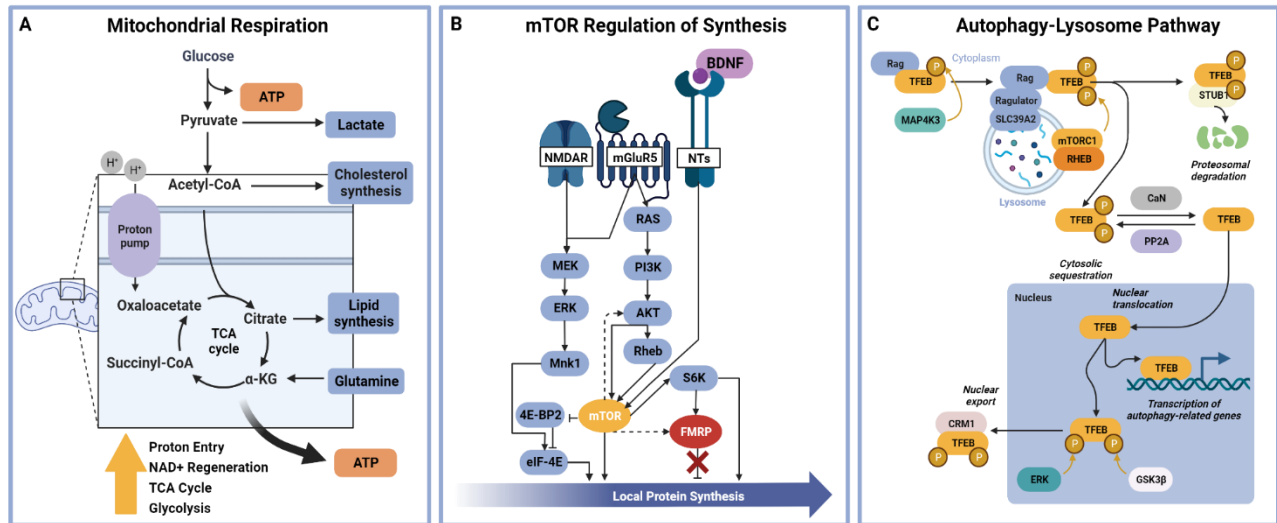 A
Mitochondrial Respiration
Glucose
ATP
Pyruvate
Lactate
H+
H+
Acetyl-CoA
Cholesterol
synthesis
Proton
pump
Oxaloacetate
Citrate
Lipid
synthesis
TCA
cycle
Succinyl-CoA
α-KG
Glutamine
Proton Entry
NAD+ Regeneration
TCA Cycle
Glycolysis
ATP
B
mTOR Regulation of Synthesis
BDNF
NMDAR
mGluR5
NTs
RAS
MEK
PI3K
ERK
AKT
Rheb
Mnk1
S6K
4E-BP2
mTOR
FMRP
eIF-4E
Local Protein Synthesis
C
Autophagy-Lysosome Pathway
Cytoplasm
Rag
P
TFEB
MAP4K3
Rag
P
TFEB
P
Ragulator
SLC39A2
mTORC1
RHEB
Lysosome
P
TFEB
P
STUB1
Proteosomal
degradation
P
TFEB
P
CaN
PP2A
TFEB
Cytosolic
sequestration
Nucleus
Nuclear
translocation
TFEB
TFEB
Transcription of
autophagy-related genes
Nuclear
export
CRM1
TFEB
P
P
TFEB
P
P
ERK
GSK3β